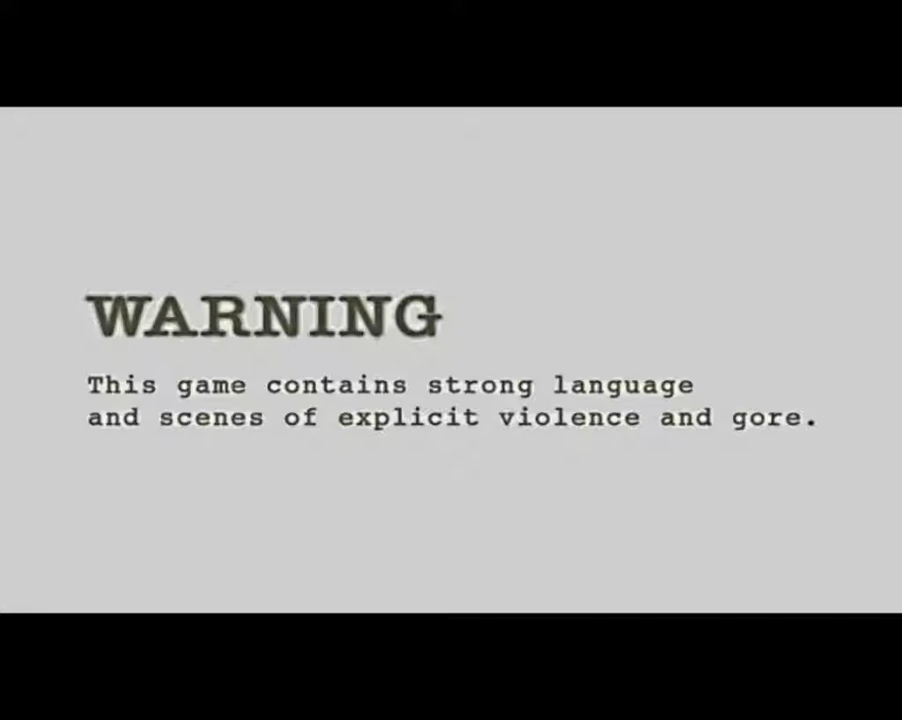 WARNING
This game contains strong language
and scenes of explicit violence and gore.